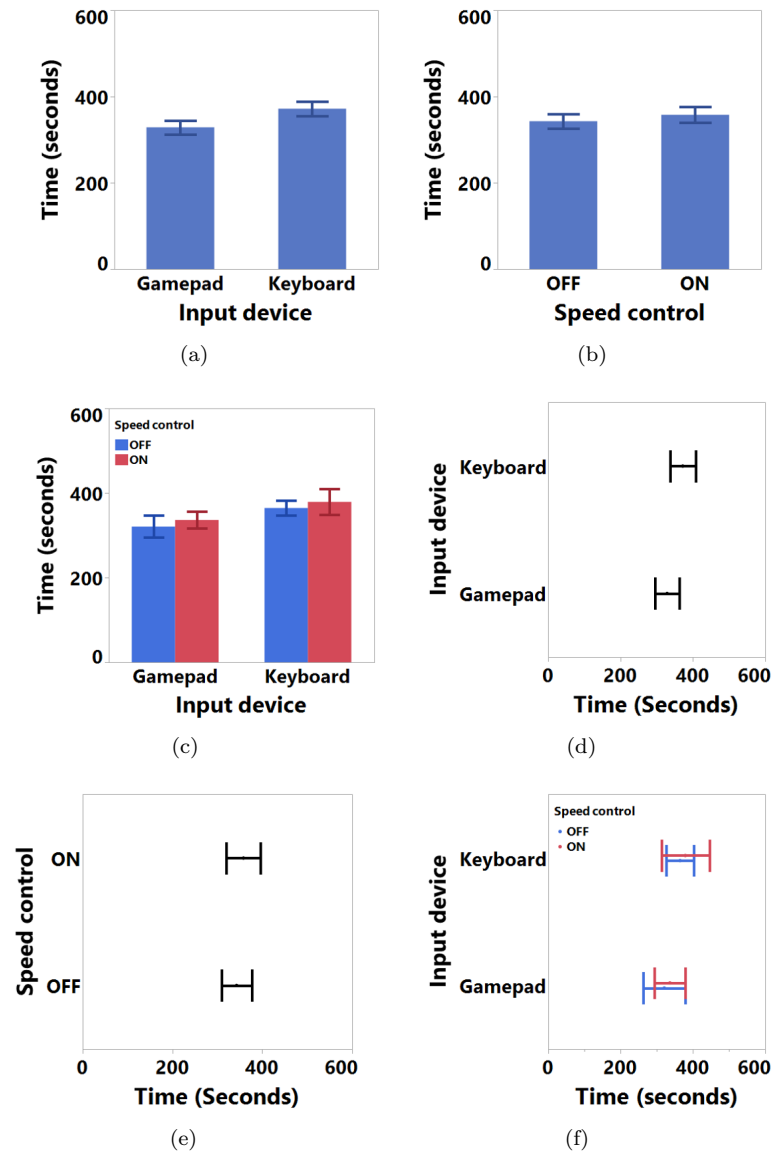 600
400
200
0
Time (seconds)
Gamepad Keyboard
Input device
(a)
600
400
200
0
Time (seconds)
OFF ON
Speed control
(b)
600
400
200
0
Time (seconds)
Speed control
OFF
ON
Gamepad Keyboard
Input device
(c)
Input device
Keyboard
Gamepad
0 200 400 600
Time (Seconds)
(d)
Speed control
ON
OFF
0 200 400 600
Time (Seconds)
(e)
Input device
Speed control
OFF
ON
Keyboard
Gamepad
0 200 400 600
Time (seconds)
(f)